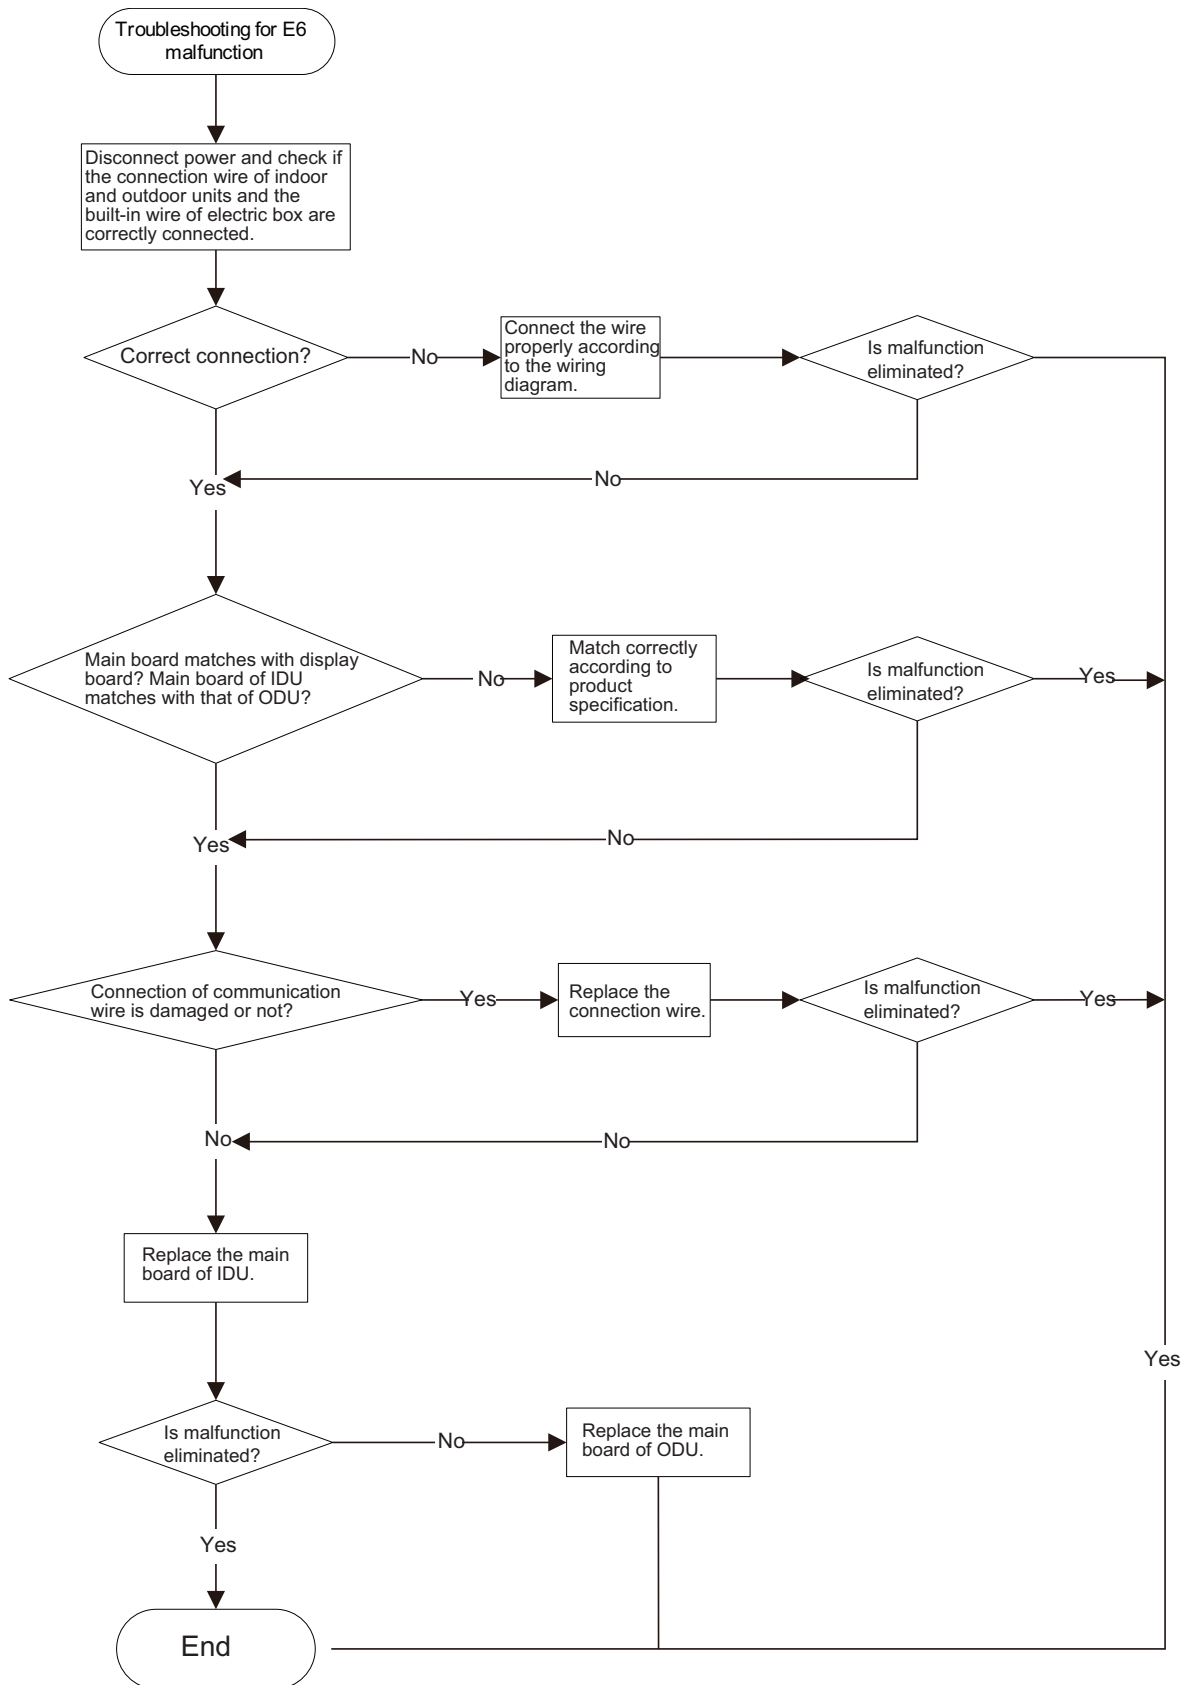 Troubleshooting for E6
malfunction
Disconnect power and check if
the connection wire of indoor
and outdoor units and the
built-in wire of electric box are
correctly connected.
Correct connection?
No
Connect the wire
properly according
to the wiring
diagram.
Is malfunction
eliminated?
No
Yes
Main board matches with display
board? Main board of IDU
matches with that of ODU?
No
Match correctly
according to
product
specification.
Is malfunction
eliminated?
Yes
No
Yes
Connection of communication
wire is damaged or not?
Yes
Replace the
connection wire.
Is malfunction
eliminated?
Yes
No
No
Replace the main
board of IDU.
Yes
Is malfunction
eliminated?
No
Replace the main
board of ODU.
Yes
End